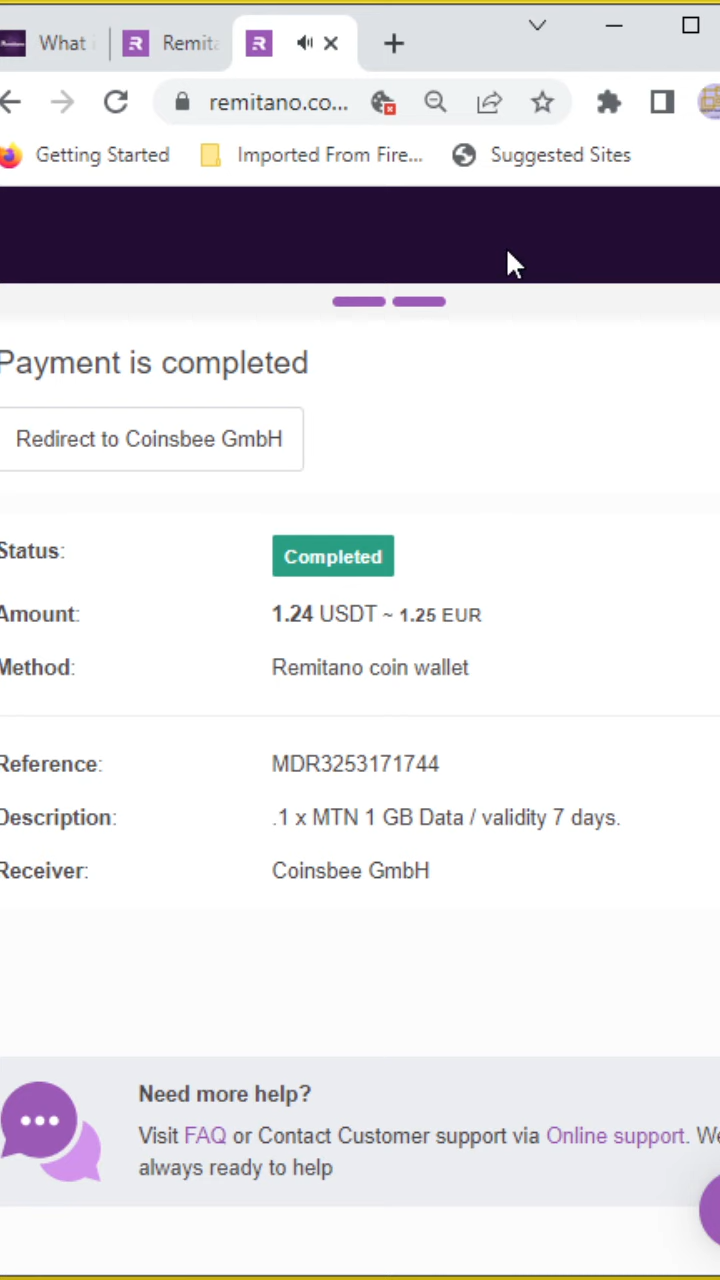 What
Remita
remitano.co...
Getting Started
Imported From Fire...
Suggested Sites
Payment is completed
Redirect to Coinsbee GmbH
Status:
Completed
Amount:
1.24 USDT ~ 1.25 EUR
Method:
Remitano coin wallet
Reference:
MDR3253171744
Description:
.1 x MTN 1 GB Data / validity 7 days.
Receiver:
Coinsbee GmbH
Need more help?
Visit FAQ or Contact Customer support via Online support. We
always ready to help